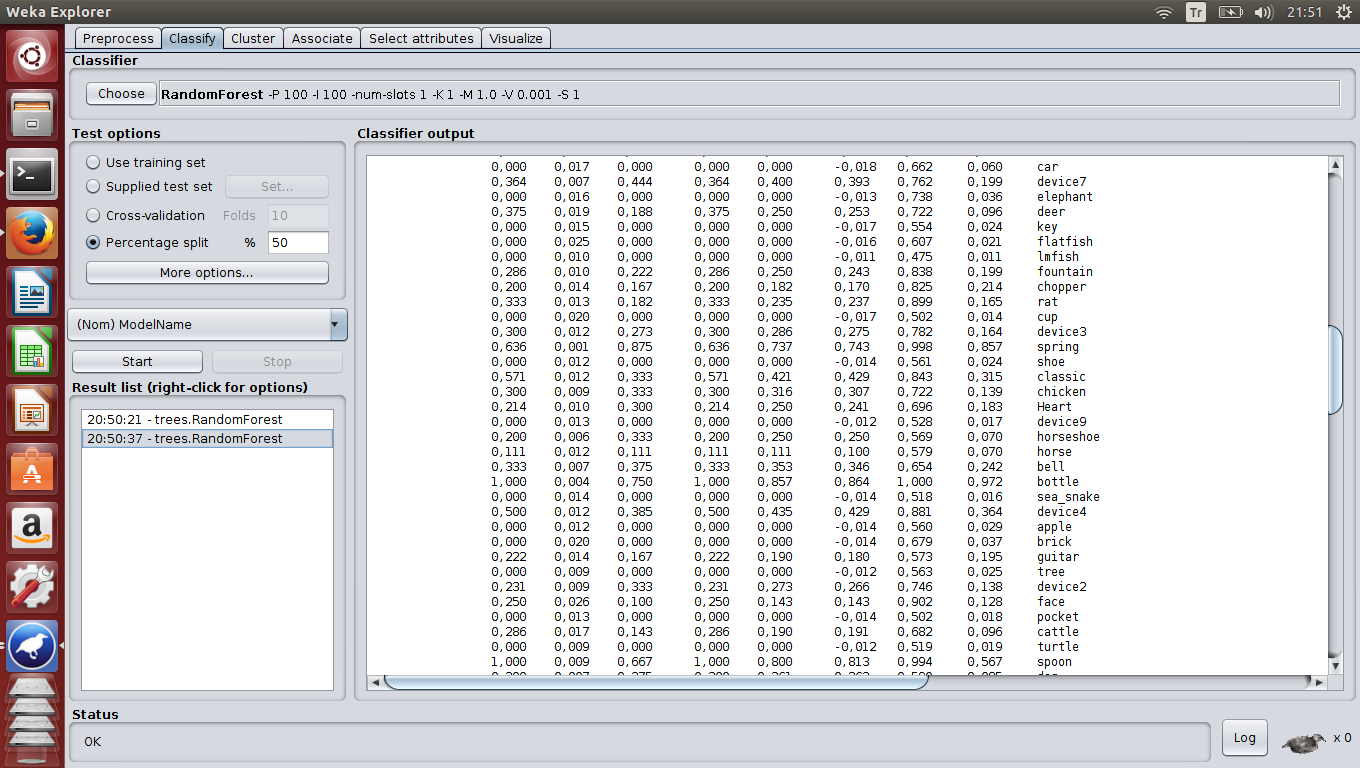 Weka Explorer
Tr
21:51
Preprocess Classify Cluster Associate Select attributes Visualize
Classifier
Choose RandomForest -P 100 -I 100 -num-slots 1 -K 1 -M 1.0 -V 0.001 -S 1
Test options
Use training set
Supplied test set Set...
Cross-validation Folds 10
Percentage split % 50
More options...
(Nom) ModelName
Start Stop
Result list (right-click for options)
20:50:21 - trees.RandomForest
20:50:37 - trees.RandomForest
Classifier output
0,000 0,017 0,000 0,000 0,000 -0,018 0,662 0,060 car
0,364 0,007 0,444 0,364 0,400 0,393 0,762 0,199 device7
0,000 0,016 0,000 0,000 0,000 -0,013 0,738 0,036 elephant
0,375 0,019 0,188 0,375 0,250 0,253 0,722 0,096 deer
0,000 0,015 0,000 0,000 0,000 -0,017 0,554 0,024 key
0,000 0,025 0,000 0,000 0,000 -0,016 0,607 0,021 flatfish
0,000 0,010 0,000 0,000 0,000 -0,011 0,475 0,011 lmfish
0,286 0,010 0,222 0,286 0,250 0,243 0,838 0,199 fountain
0,200 0,014 0,167 0,200 0,182 0,170 0,825 0,214 chopper
0,333 0,013 0,182 0,333 0,235 0,237 0,899 0,165 rat
0,000 0,020 0,000 0,000 0,000 -0,017 0,502 0,014 cup
0,300 0,012 0,273 0,300 0,286 0,275 0,782 0,164 device3
0,636 0,001 0,875 0,636 0,737 0,743 0,998 0,857 spring
0,000 0,012 0,000 0,000 0,000 -0,014 0,561 0,024 shoe
0,571 0,012 0,333 0,571 0,421 0,429 0,843 0,315 classic
0,300 0,009 0,333 0,300 0,316 0,307 0,722 0,139 chicken
0,214 0,010 0,300 0,214 0,250 0,241 0,696 0,183 Heart
0,000 0,013 0,000 0,000 0,000 -0,012 0,528 0,017 device9
0,200 0,006 0,333 0,200 0,250 0,250 0,569 0,070 horseshoe
0,111 0,012 0,111 0,111 0,111 0,100 0,579 0,070 horse
0,333 0,007 0,375 0,333 0,353 0,346 0,654 0,242 bell
1,000 0,004 0,750 1,000 0,857 0,864 1,000 0,972 bottle
0,000 0,014 0,000 0,000 0,000 -0,014 0,518 0,016 sea_snake
0,500 0,012 0,385 0,500 0,435 0,429 0,881 0,364 device4
0,000 0,012 0,000 0,000 0,000 -0,014 0,560 0,029 apple
0,000 0,020 0,000 0,000 0,000 -0,014 0,679 0,037 brick
0,222 0,014 0,167 0,222 0,190 0,180 0,573 0,195 guitar
0,000 0,009 0,000 0,000 0,000 -0,012 0,563 0,025 tree
0,231 0,009 0,333 0,231 0,273 0,266 0,746 0,138 device2
0,250 0,026 0,100 0,250 0,143 0,143 0,902 0,128 face
0,000 0,013 0,000 0,000 0,000 -0,014 0,502 0,018 pocket
0,286 0,017 0,143 0,286 0,190 0,191 0,682 0,096 cattle
0,000 0,009 0,000 0,000 0,000 -0,012 0,519 0,019 turtle
1,000 0,009 0,667 1,000 0,800 0,813 0,994 0,567 spoon
Status
OK
Log
x 0